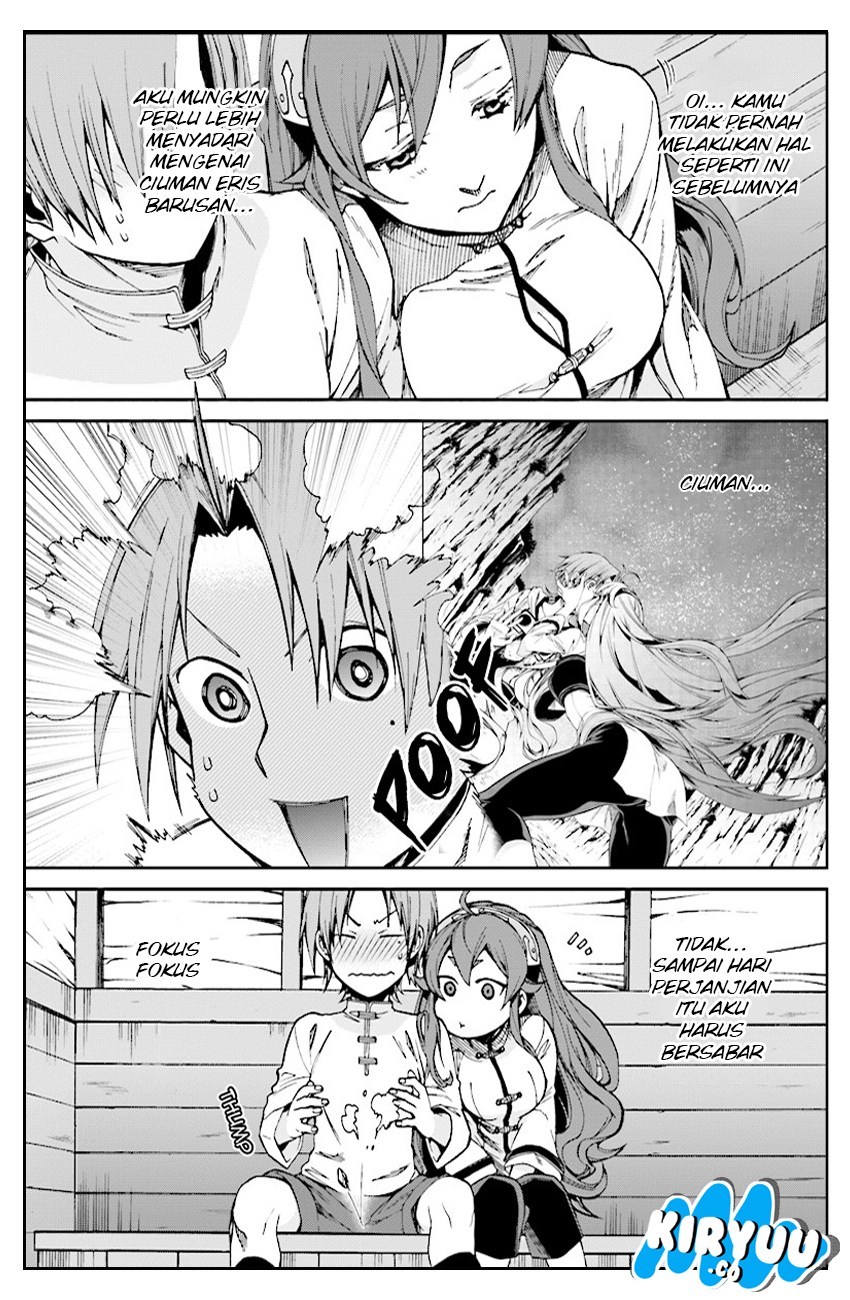 OI... KAMU
TIDAK PERNAH
MELAKUKAN HAL
SEPERTI INI
SEBELUMNYA
AKU MUNGKIN
PERLU LEBIH
MENYADARI
MENGENAI
CIUMAN ERIS
BARUSAN...
CIUMAN...
POOF
TIDAK...
SAMPAI HARI
PERJANJIAN
ITU AKU
HARUS
BERSABAR
FOKUS
FOKUS
THUMP
KIRYUU
.CO